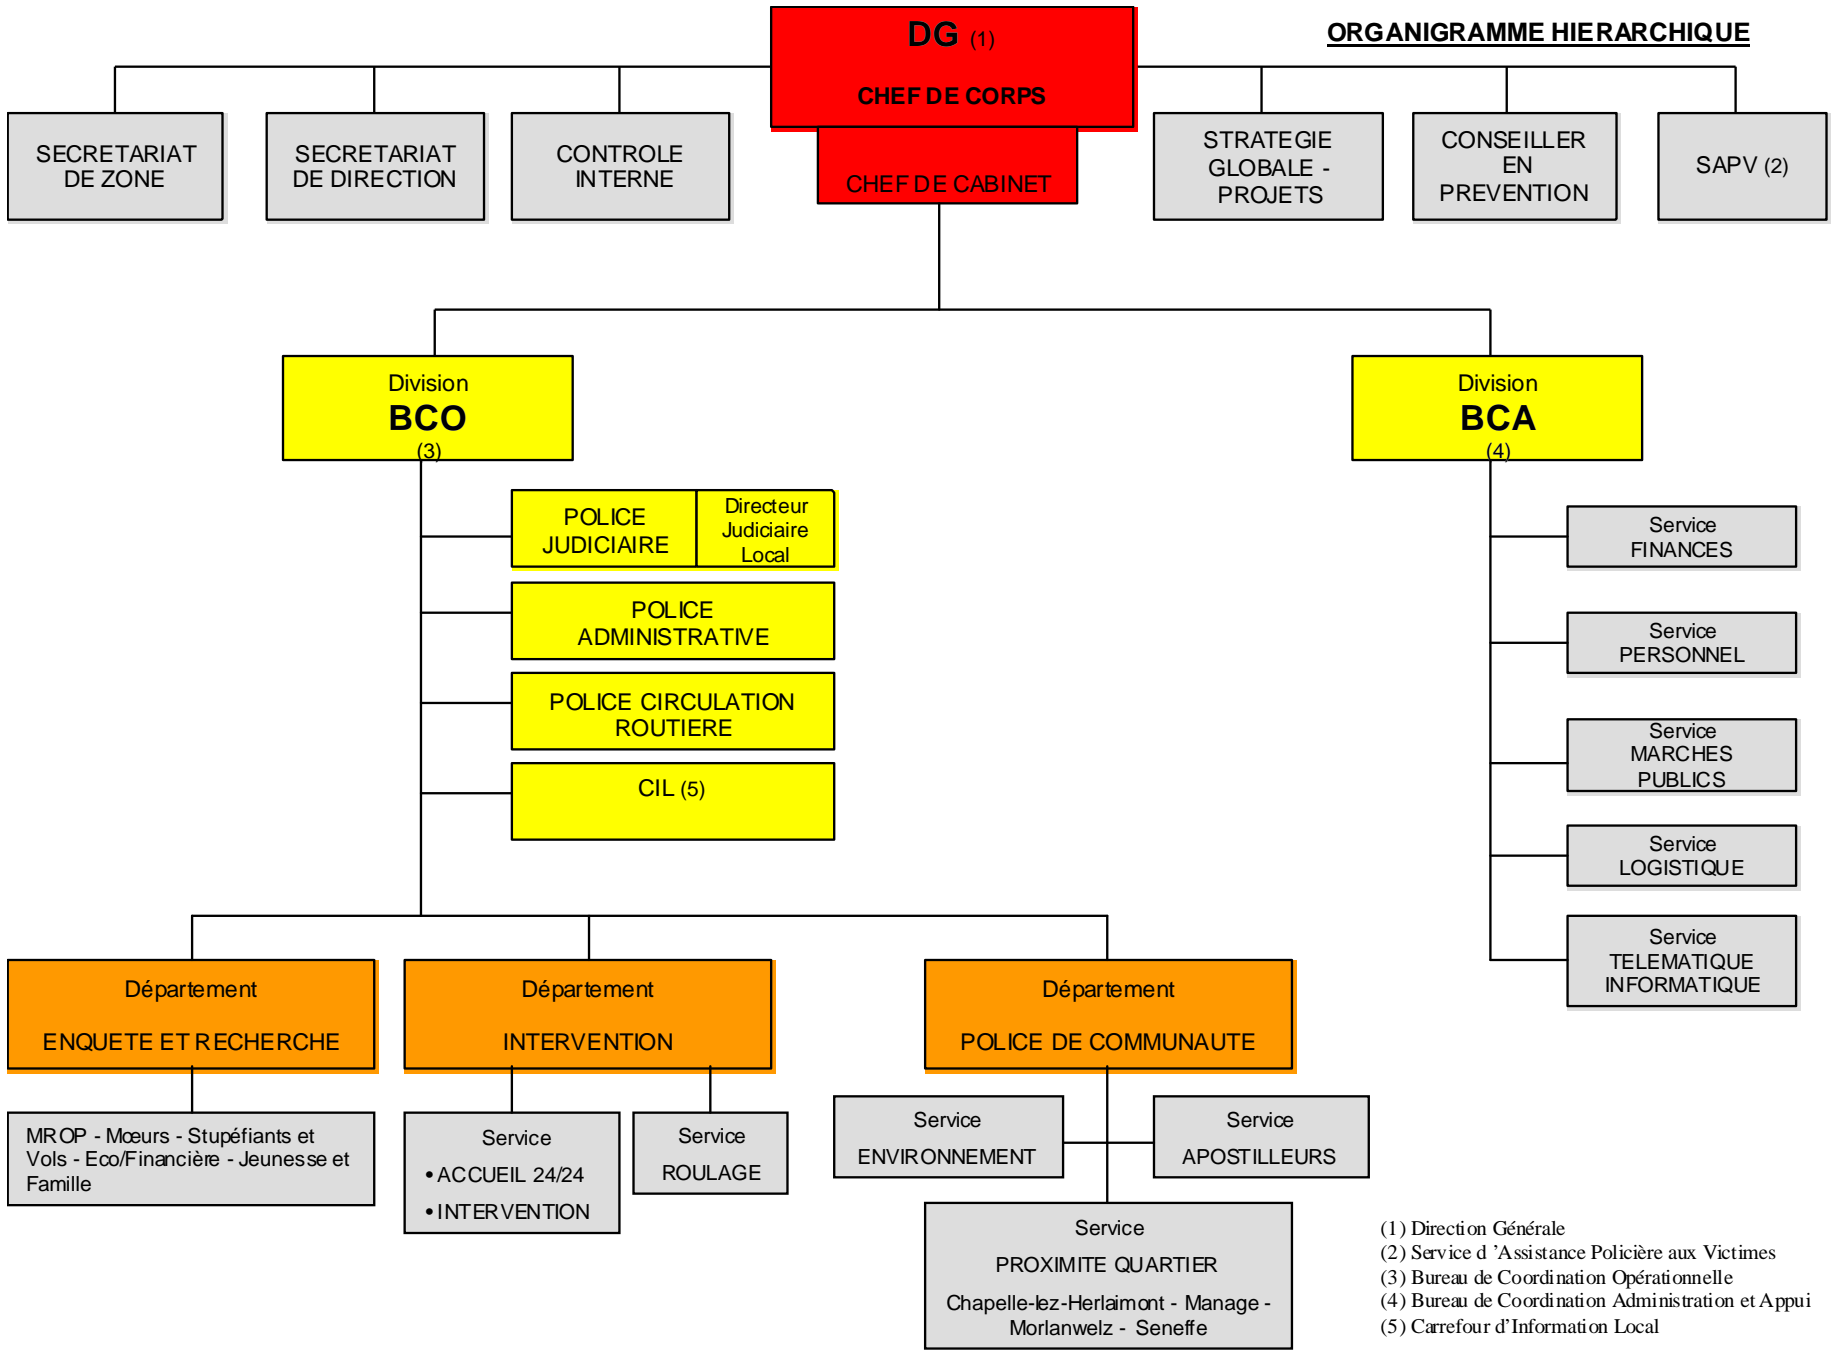 DG (1)
CHEF DE CORPS
CHEF DE CABINET
ORGANIGRAMME HIERARCHIQUE
SECRETARIAT
DE ZONE
SECRETARIAT
DE DIRECTION
CONTROLE
INTERNE
STRATEGIE
GLOBALE -
PROJETS
CONSEILLER
EN
PREVENTION
SAPV (2)
Division
BCO
(3)
Division
BCA
(4)
POLICE
JUDICIAIRE
Directeur
Judiciaire
Local
POLICE
ADMINISTRATIVE
POLICE CIRCULATION
ROUTIERE
CIL (5)
Service
FINANCES
Service
PERSONNEL
Service
MARCHES
PUBLICS
Service
LOGISTIQUE
Service
TELEMATIQUE
INFORMATIQUE
Département
ENQUETE ET RECHERCHE
Département
INTERVENTION
Département
POLICE DE COMMUNAUTE
MROP - Mœurs - Stupéfiants et
Vols - Eco/Financière - Jeunesse et
Famille
Service
• ACCUEIL 24/24
• INTERVENTION
Service
ROULAGE
Service
ENVIRONNEMENT
Service
APOSTILLEURS
Service
PROXIMITE QUARTIER
Chapelle-lez-Herlaimont - Manage -
Morlanwelz - Seneffe
(1) Direction Générale
(2) Service d ’Assistance Policière aux Victimes
(3) Bureau de Coordination Opérationnelle
(4) Bureau de Coordination Administration et Appui
(5) Carrefour d’Information Local